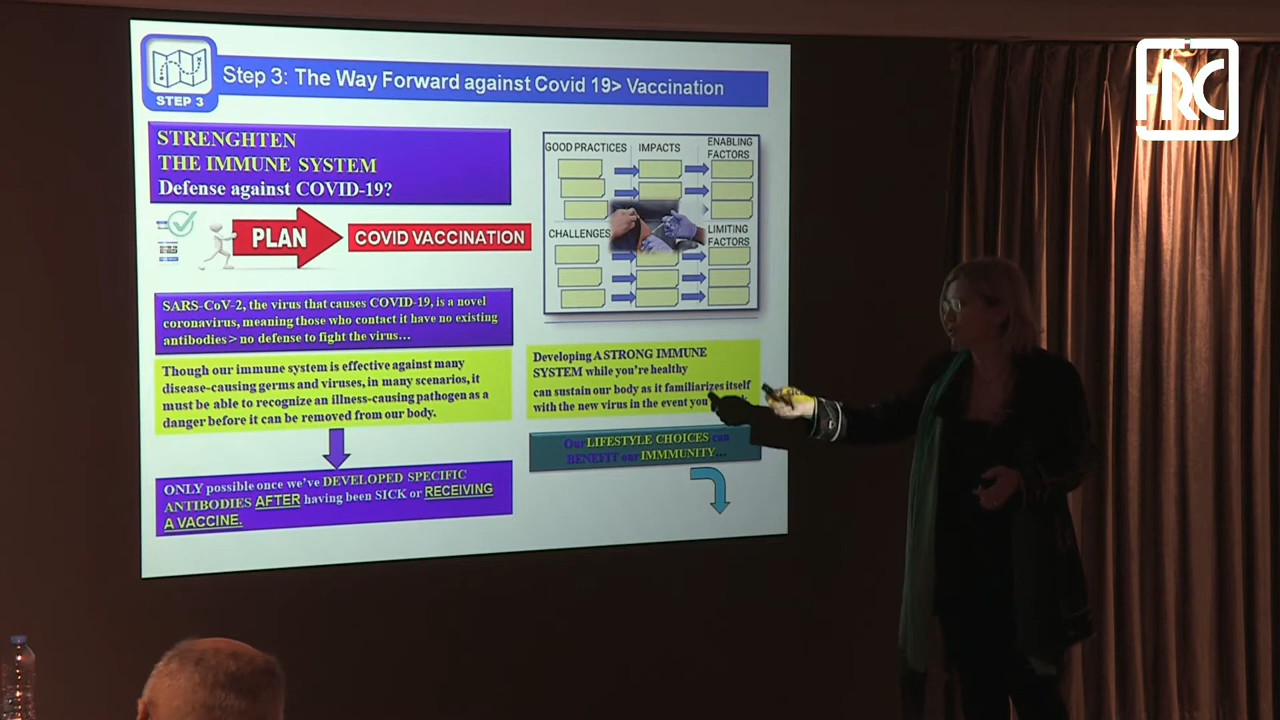 HRC
STEP 3
Step 3: The Way Forward against Covid 19> Vaccination
STRENGHTEN
THE IMMUNE SYSTEM
Defense against COVID-19?
PLAN
COVID VACCINATION
SARS-CoV-2, the virus that causes COVID-19, is a novel
coronavirus, meaning those who contact it have no existing
antibodies > no defense to fight the virus…
Though our immune system is effective against many
disease-causing germs and viruses, in many scenarios, it
must be able to recognize an illness-causing pathogen as a
danger before it can be removed from our body.
ONLY possible once we've DEVELOPED SPECIFIC
ANTIBODIES AFTER having been SICK or RECEIVING
A VACCINE.
GOOD PRACTICES
IMPACTS
ENABLING
FACTORS
CHALLENGES
LIMITING
FACTORS
Developing A STRONG IMMUNE
SYSTEM while you're healthy
can sustain our body as it familiarizes itself
with the new virus in the event you
Our LIFESTYLE CHOICES can
BENEFIT our IMMMUNITY…